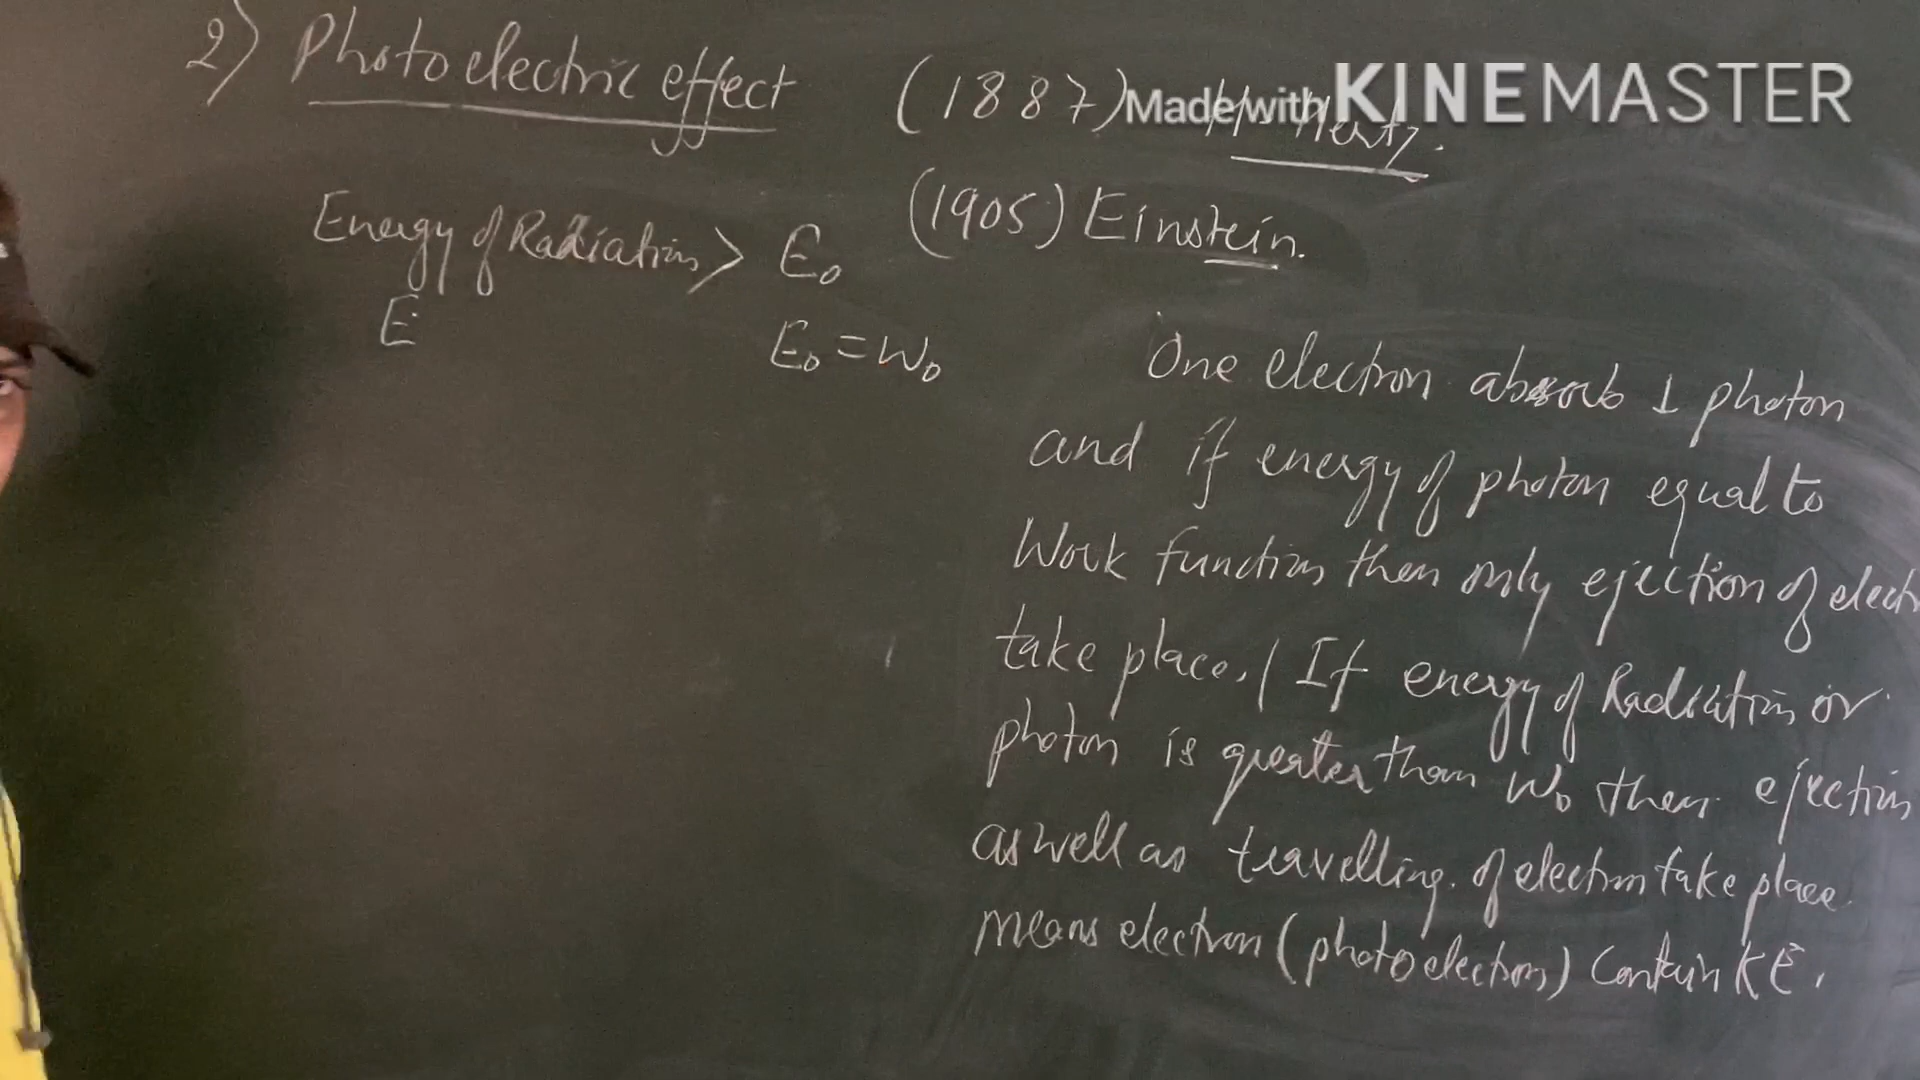 2) Photoelectric effect (1887) H. Hertz.
Made with KINEMASTER
(1905) Einstein.
Energy of Radiation > E₀
E
E₀ = W₀
One electron absorb 1 photon
and if energy of photon equal to
Work function then only ejection of electr
take place. / If energy of Radiation or
photon is greater than W₀ then ejection
as well as travelling of electron take place
means electron (photoelectrons) contain KE.